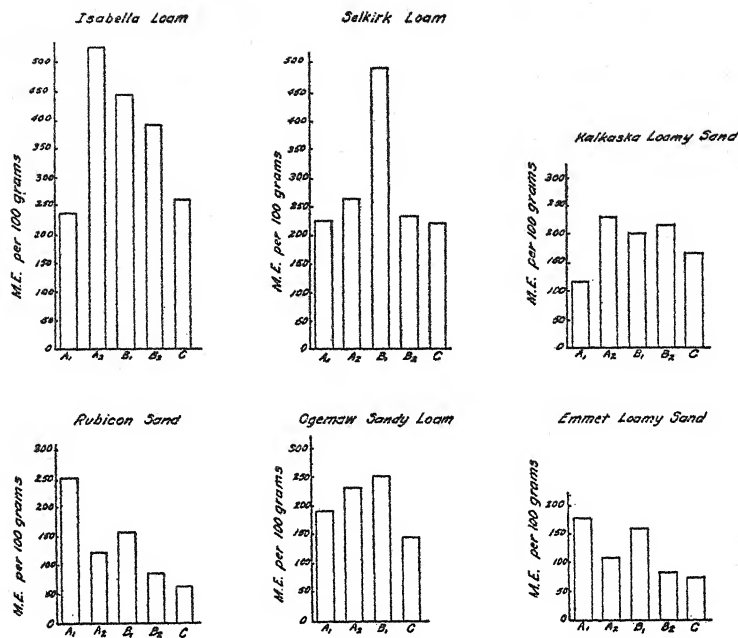 Isabella Loam
M.E. per 100 grams
500
450
400
350
300
250
200
150
100
50
0
A₁ A₂ B₁ B₂ C
Selkirk Loam
M.E. per 100 grams
500
450
400
350
300
250
200
150
100
50
0
A₁ A₂ B₁ B₂ C
Kalkaska Loamy Sand
M.E. per 100 grams
300
250
200
150
100
50
0
A₁ A₂ B₁ B₂ C
Rubicon Sand
M.E. per 100 grams
300
250
200
150
100
50
0
A₁ A₂ B₁ B₂ C
Ogemaw Sandy Loam
M.E. per 100 grams
300
250
200
150
100
50
0
A₁ A₂ B₁ C
Emmet Loamy Sand
M.E. per 100 grams
200
150
100
50
0
A₁ A₂ B₁ B₂ C